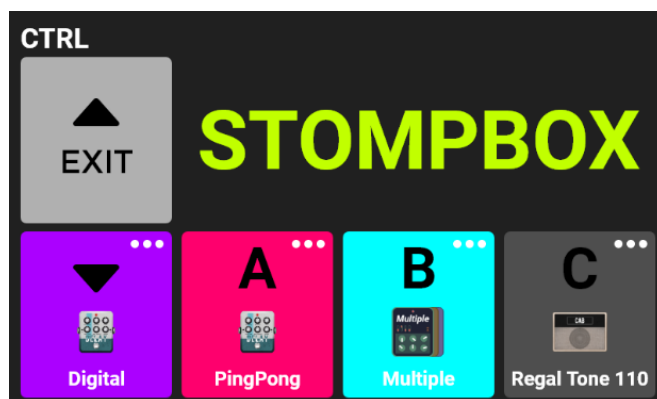 CTRL
EXIT
STOMPBOX
A
B
C
Multiple
CAB
Digital
PingPong
Multiple
Regal Tone 110